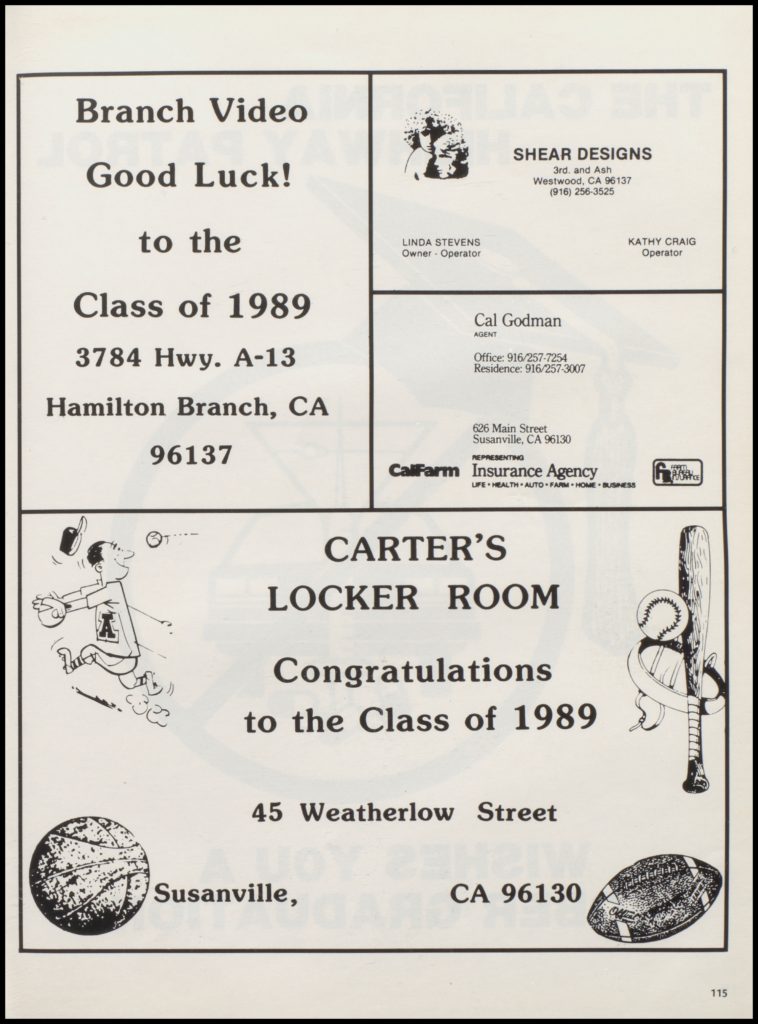 Branch Video
Good Luck!
to the
Class of 1989
3784 Hwy. A-13
Hamilton Branch, CA
96137
SHEAR DESIGNS
3rd. and Ash
Westwood, CA 96137
(916) 256-3525
LINDA STEVENS
Owner - Operator
KATHY CRAIG
Operator
Cal Godman
AGENT
Office: 916/257-7254
Residence: 916/257-3007
626 Main Street
Susanville, CA 96130
REPRESENTING
CalFarm Insurance Agency
LIFE • HEALTH • AUTO • FARM • HOME • BUSINESS
FARM
BUREAU
INSURANCE
A
CARTER'S
LOCKER ROOM
Congratulations
to the Class of 1989
45 Weatherlow Street
Susanville, CA 96130
115